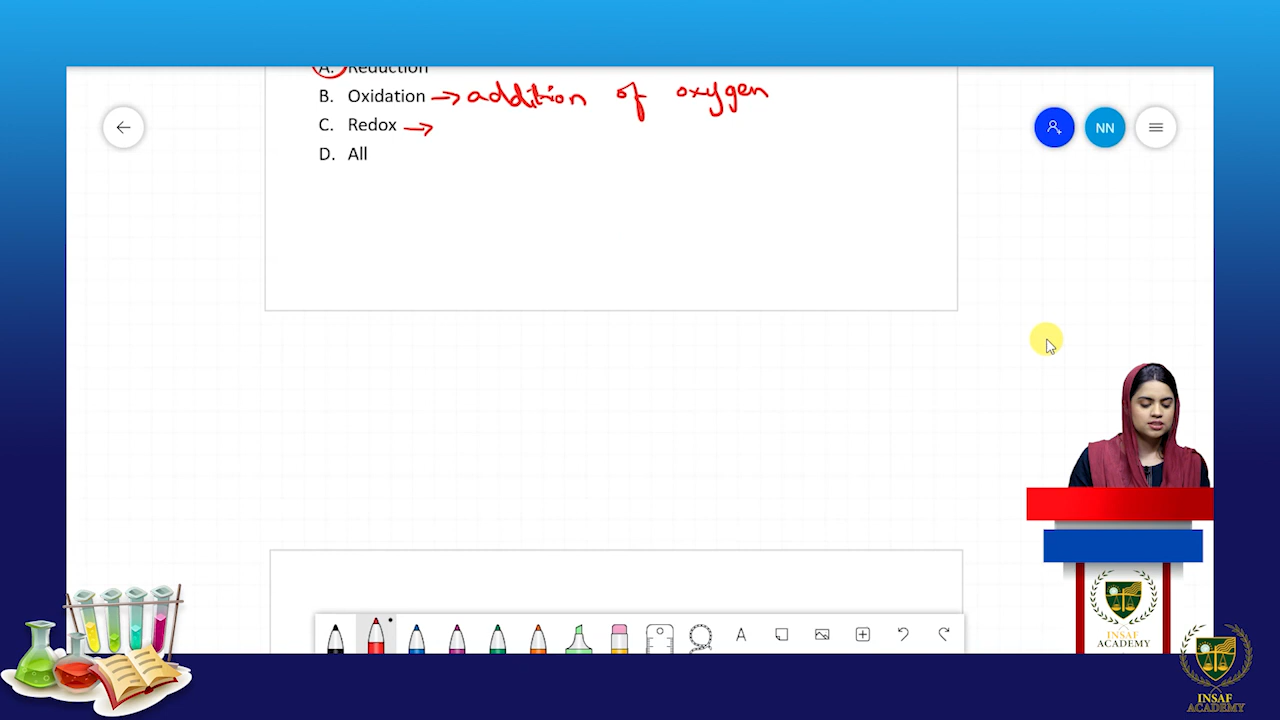 A. Reduction
B. Oxidation → addition of oxygen
C. Redox →
D. All
NN
A
INSAF
ACADEMY
INSAF
ACADEMY